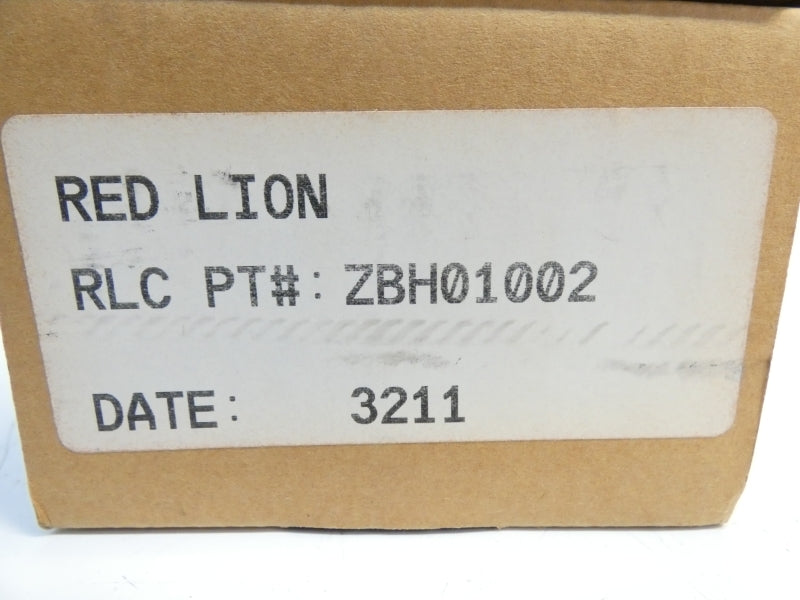 RED LION
RLC PT#: ZBH01002
DATE: 3211